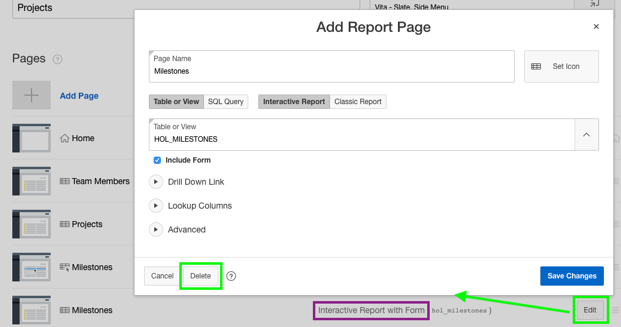 Projects
Vita - Slate, Side Menu
Add Report Page
Page Name
Milestones
Set Icon
Pages
Add Page
Table or View
SQL Query
Interactive Report
Classic Report
Table or View
HOL_MILESTONES
Home
Include Form
Team Members
Drill Down Link
Lookup Columns
Projects
Advanced
Milestones
Cancel
Delete
Save Changes
Milestones
Interactive Report with Form
hol_milestones )
Edit